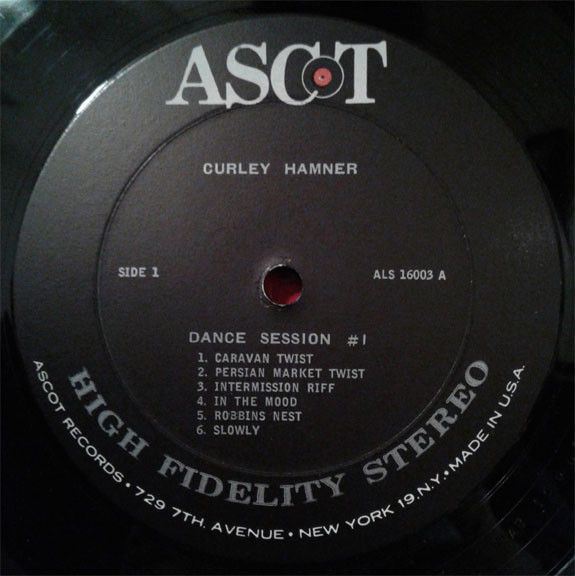 ASCOT
CURLEY HAMNER
SIDE 1
ALS 16003 A
DANCE SESSION #1
1. CARAVAN TWIST
2. PERSIAN MARKET TWIST
3. INTERMISSION RIFF
4. IN THE MOOD
5. ROBBINS NEST
6. SLOWLY
HIGH FIDELITY STEREO
ASCOT RECORDS • 729 7TH. AVENUE • NEW YORK 19, N.Y. • MADE IN U.S.A.